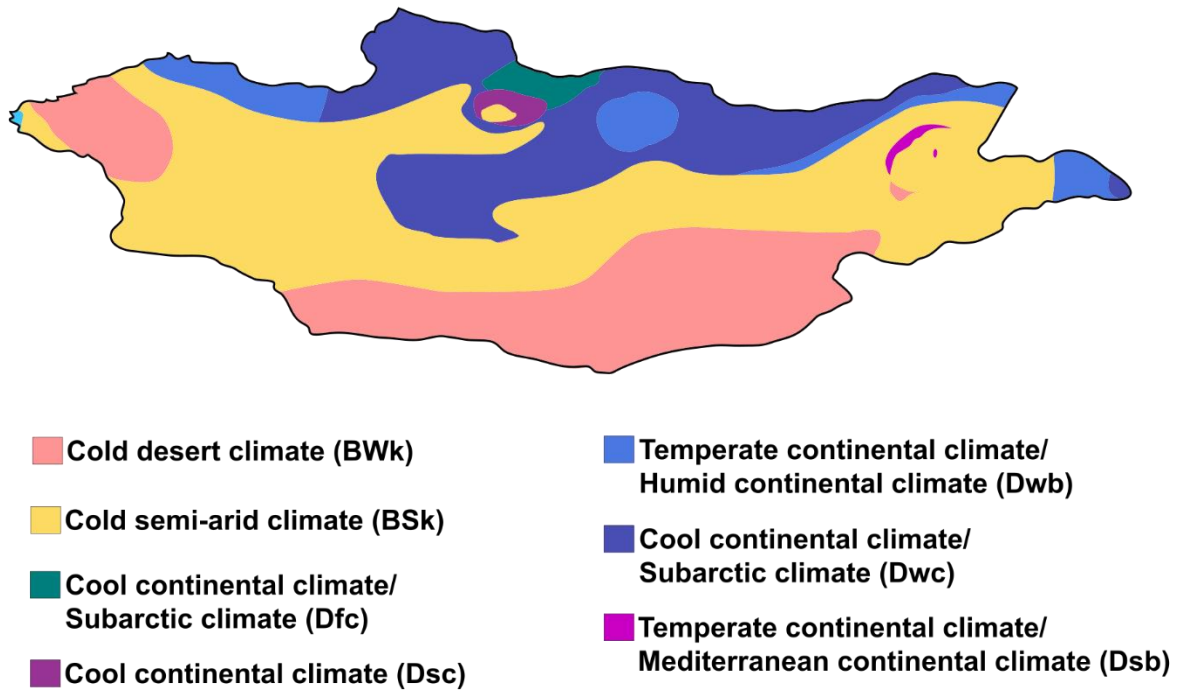 Cold desert climate (BWk)
Cold semi-arid climate (BSk)
Cool continental climate/
Subarctic climate (Dfc)
Cool continental climate (Dsc)
Temperate continental climate/
Humid continental climate (Dwb)
Cool continental climate/
Subarctic climate (Dwc)
Temperate continental climate/
Mediterranean continental climate (Dsb)